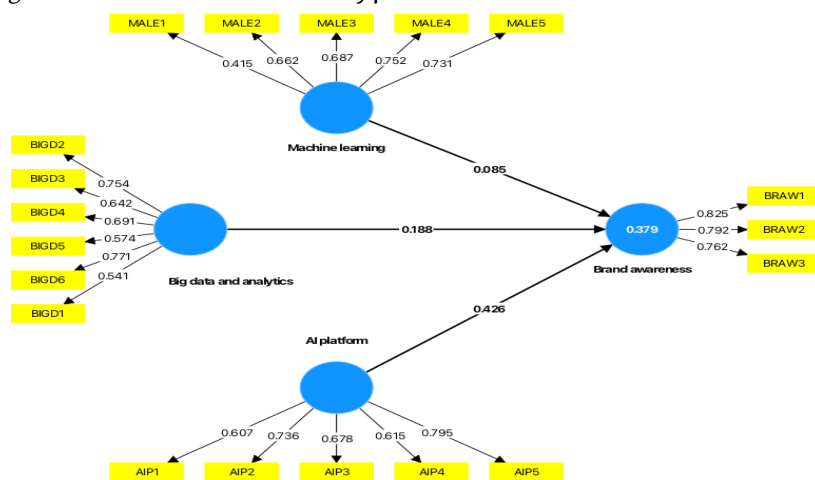 MALE1 MALE2 MALE3 MALE4 MALE5
0.415 0.662 0.687 0.752 0.731
Machine learning
0.085
BIGD2
BIGD3
BIGD4
BIGD5
BIGD6
BIGD1
0.754
0.642
0.691
0.574
0.771
0.541
Big data and analytics
0.188
0.379
Brand awareness
0.825
0.792
0.762
BRAW1
BRAW2
BRAW3
0.426
AI platform
0.607 0.736 0.678 0.615 0.795
AIP1 AIP2 AIP3 AIP4 AIP5